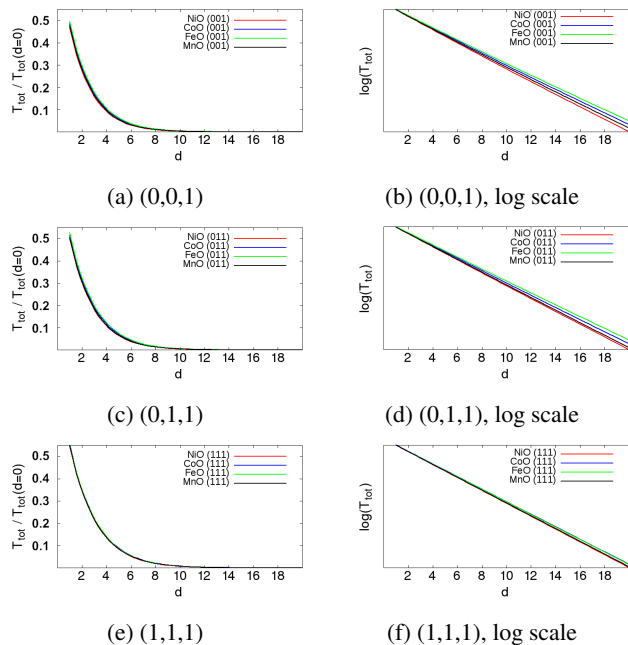 NiO (001)
CoO (001)
FeO (001)
MnO (001)
T_tot / T_tot(d=0)
0.5
0.4
0.3
0.2
0.1
2 4 6 8 10 12 14 16 18
d
(a) (0,0,1)
NiO (001)
CoO (001)
FeO (001)
MnO (001)
log(T_tot)
2 4 6 8 10 12 14 16 18
d
(b) (0,0,1), log scale
NiO (011)
CoO (011)
FeO (011)
MnO (011)
T_tot / T_tot(d=0)
0.5
0.4
0.3
0.2
0.1
2 4 6 8 10 12 14 16 18
d
(c) (0,1,1)
NiO (011)
CoO (011)
FeO (011)
MnO (011)
log(T_tot)
2 4 6 8 10 12 14 16 18
d
(d) (0,1,1), log scale
NiO (111)
CoO (111)
FeO (111)
MnO (111)
T_tot / T_tot(d=0)
0.5
0.4
0.3
0.2
0.1
2 4 6 8 10 12 14 16 18
d
(e) (1,1,1)
NiO (111)
CoO (111)
FeO (111)
MnO (111)
log(T_tot)
2 4 6 8 10 12 14 16 18
d
(f) (1,1,1), log scale